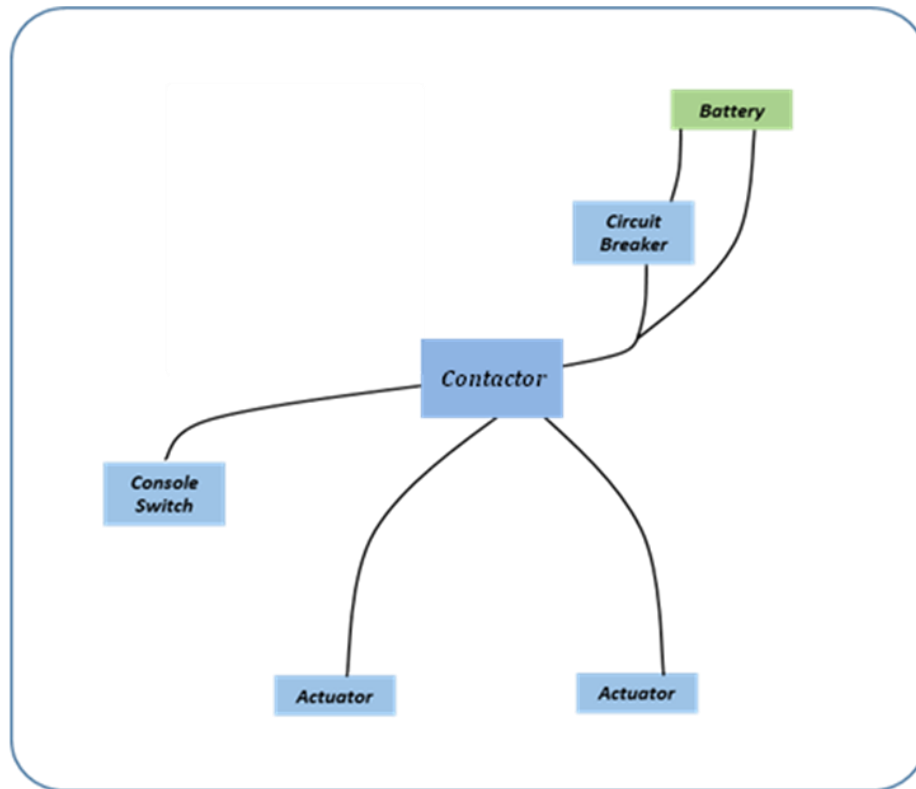 Battery
Circuit
Breaker
Contactor
Console
Switch
Actuator
Actuator